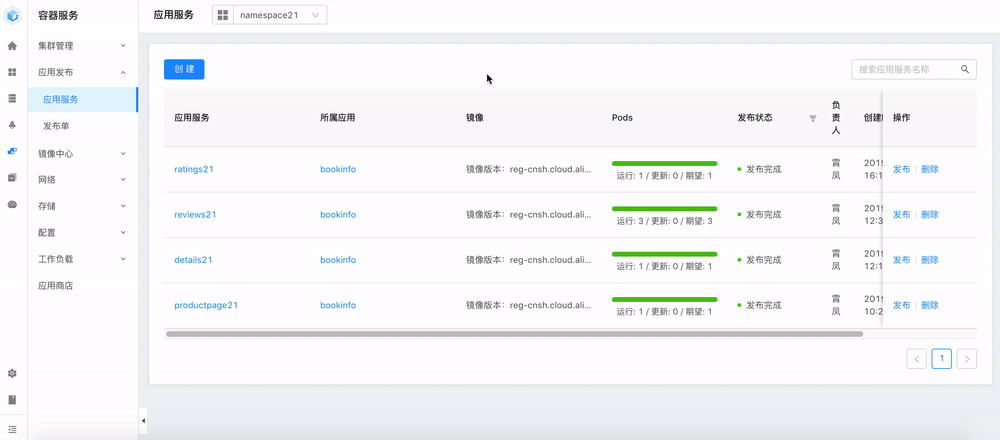 容器服务
应用服务
namespace21
集群管理
应用发布
应用服务
发布单
镜像中心
网络
存储
配置
工作负载
应用商店
创 建
搜索应用服务名称
应用服务 所属应用 镜像 Pods 发布状态 负责人 创建 操作
ratings21 bookinfo 镜像版本：reg-cnsh.cloud.ali... 运行: 1 / 更新: 0 / 期望: 1 发布完成 霄凤 201 16:1 发布 删除
reviews21 bookinfo 镜像版本：reg-cnsh.cloud.ali... 运行: 3 / 更新: 0 / 期望: 3 发布完成 霄凤 201 12:3 发布 删除
details21 bookinfo 镜像版本：reg-cnsh.cloud.ali... 运行: 1 / 更新: 0 / 期望: 1 发布完成 霄凤 201 12:1 发布 删除
productpage21 bookinfo 镜像版本：reg-cnsh.cloud.ali... 运行: 1 / 更新: 0 / 期望: 1 发布完成 霄凤 201 10:2 发布 删除
1